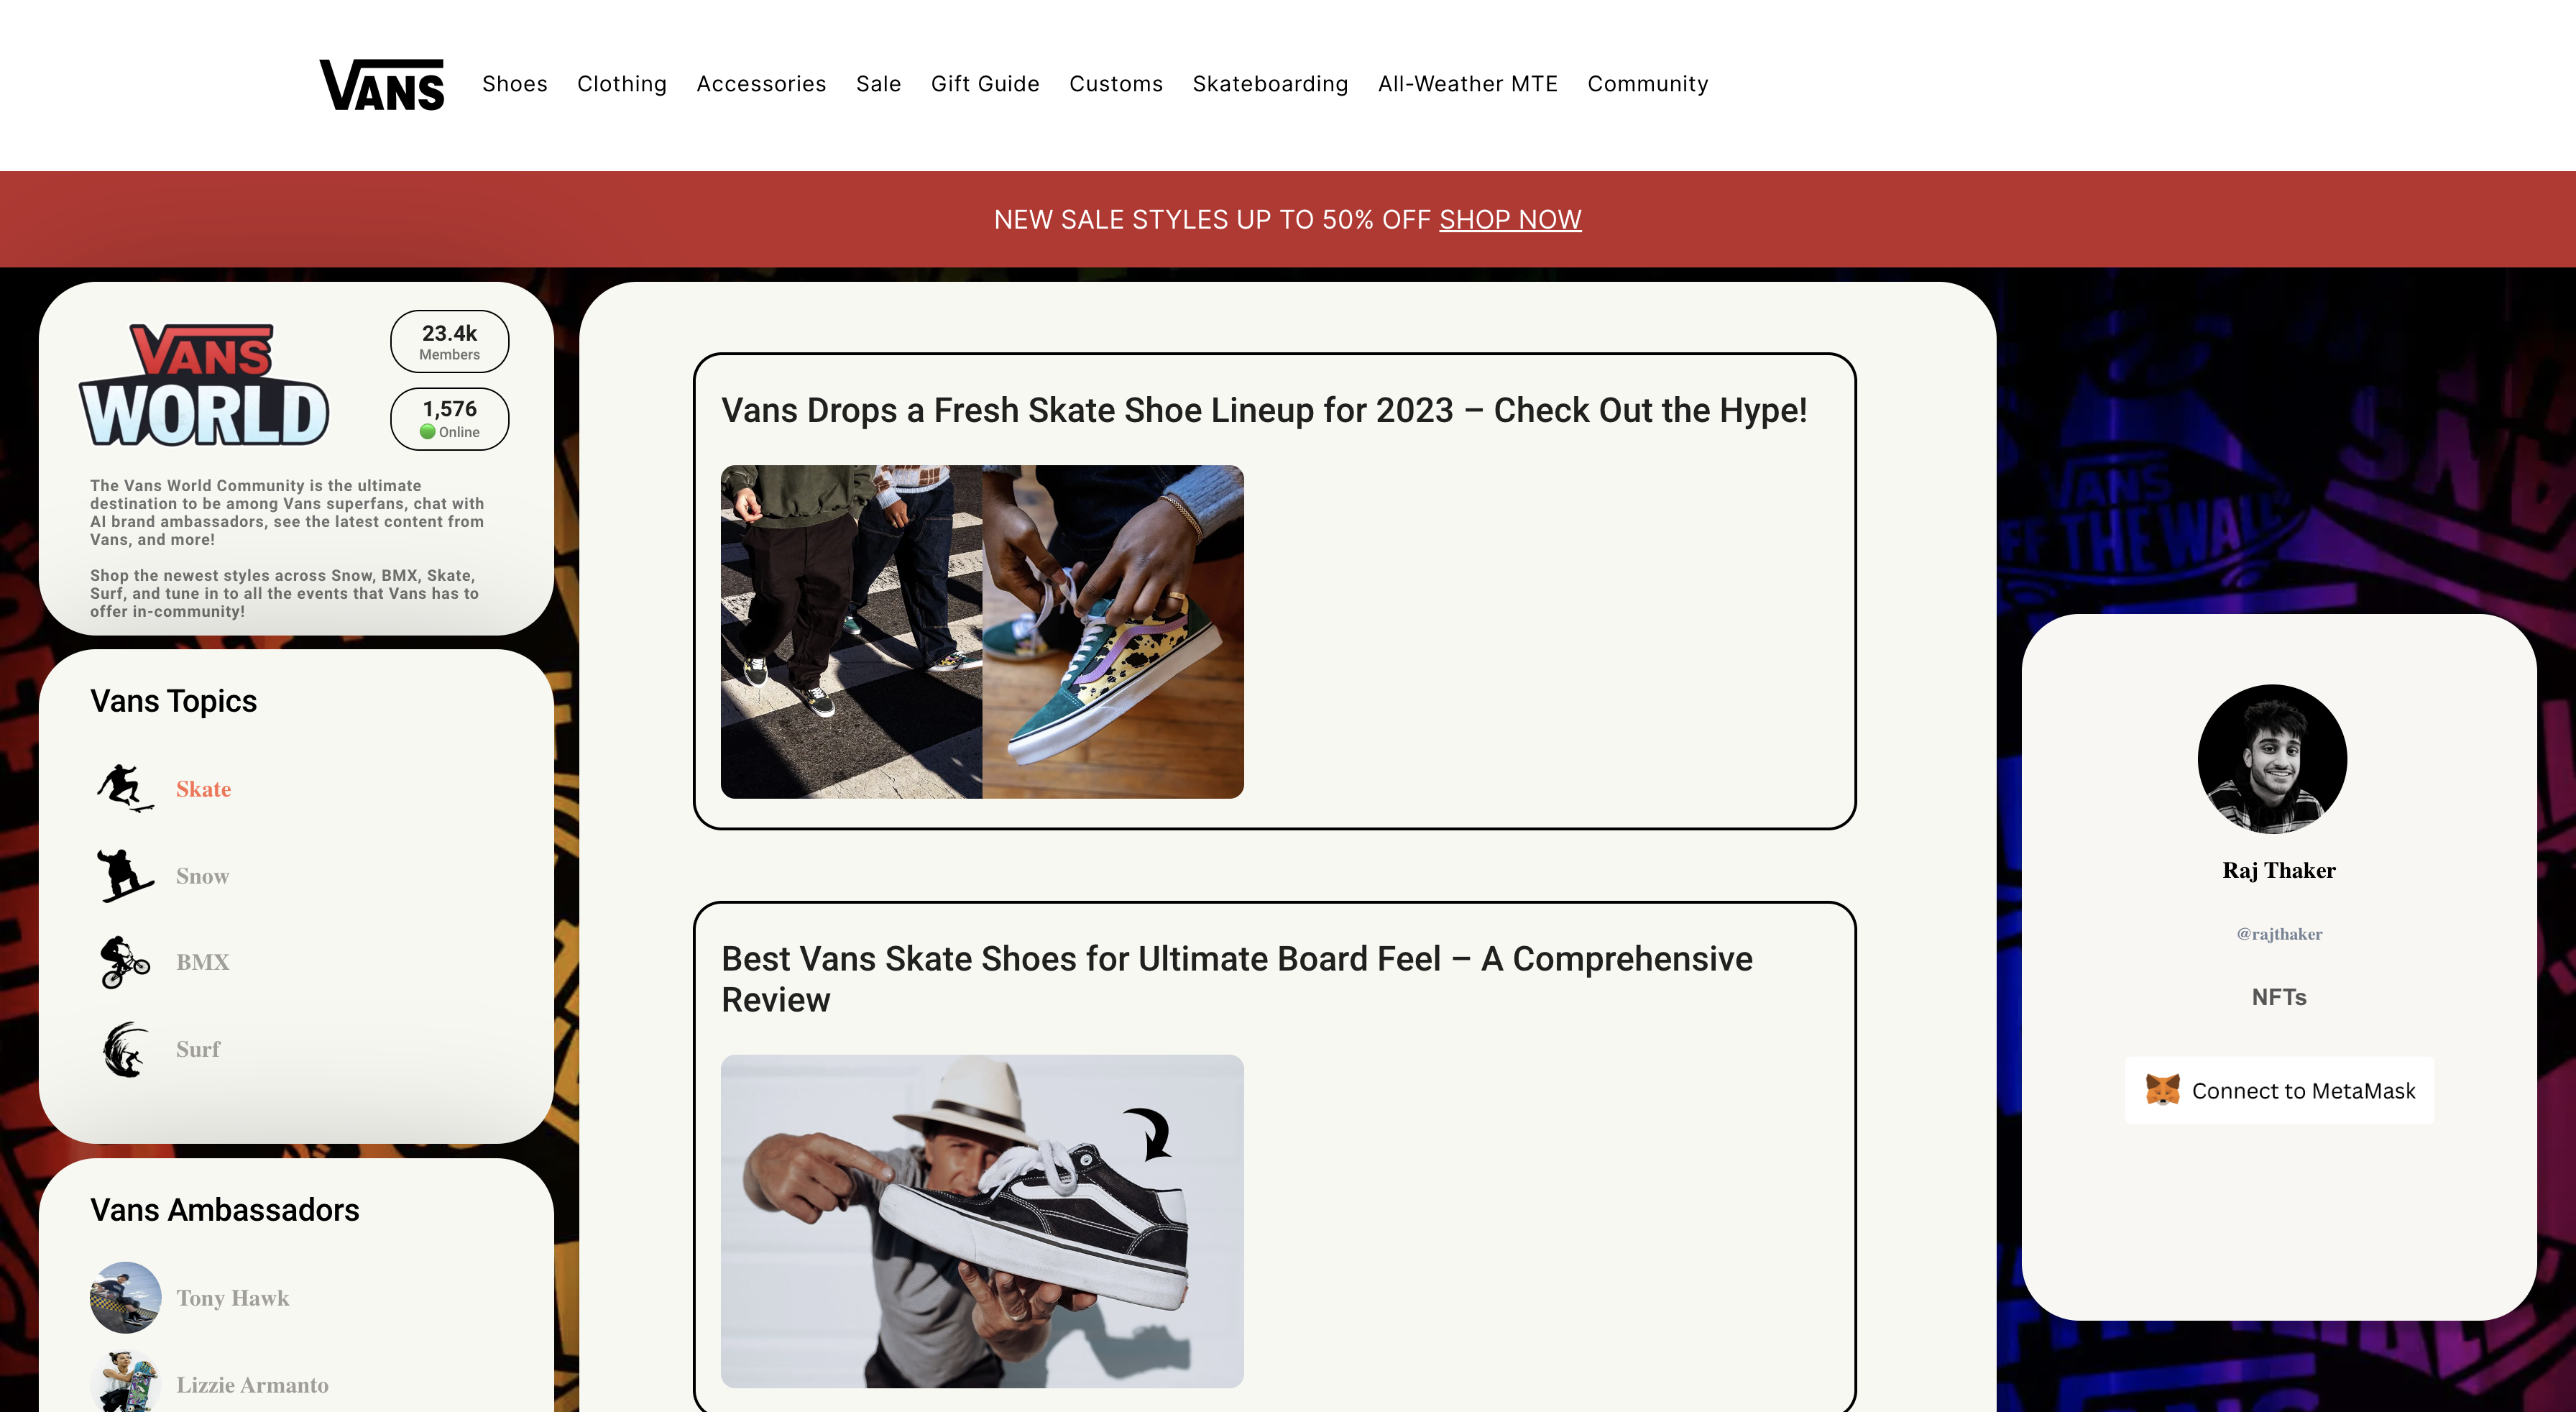 VANS
Shoes
Clothing
Accessories
Sale
Gift Guide
Customs
Skateboarding
All-Weather MTE
Community
NEW SALE STYLES UP TO 50% OFF SHOP NOW
VANS
WORLD
23.4k
Members
1,576
Online
The Vans World Community is the ultimate
destination to be among Vans superfans, chat with
AI brand ambassadors, see the latest content from
Vans, and more!
Shop the newest styles across Snow, BMX, Skate,
Surf, and tune in to all the events that Vans has to
offer in-community!
Vans Topics
Skate
Snow
BMX
Surf
Vans Ambassadors
Tony Hawk
Lizzie Armanto
Vans Drops a Fresh Skate Shoe Lineup for 2023 – Check Out the Hype!
Best Vans Skate Shoes for Ultimate Board Feel – A Comprehensive
Review
VANS
OFF THE WALL
Raj Thaker
@rajthaker
NFTs
Connect to MetaMask